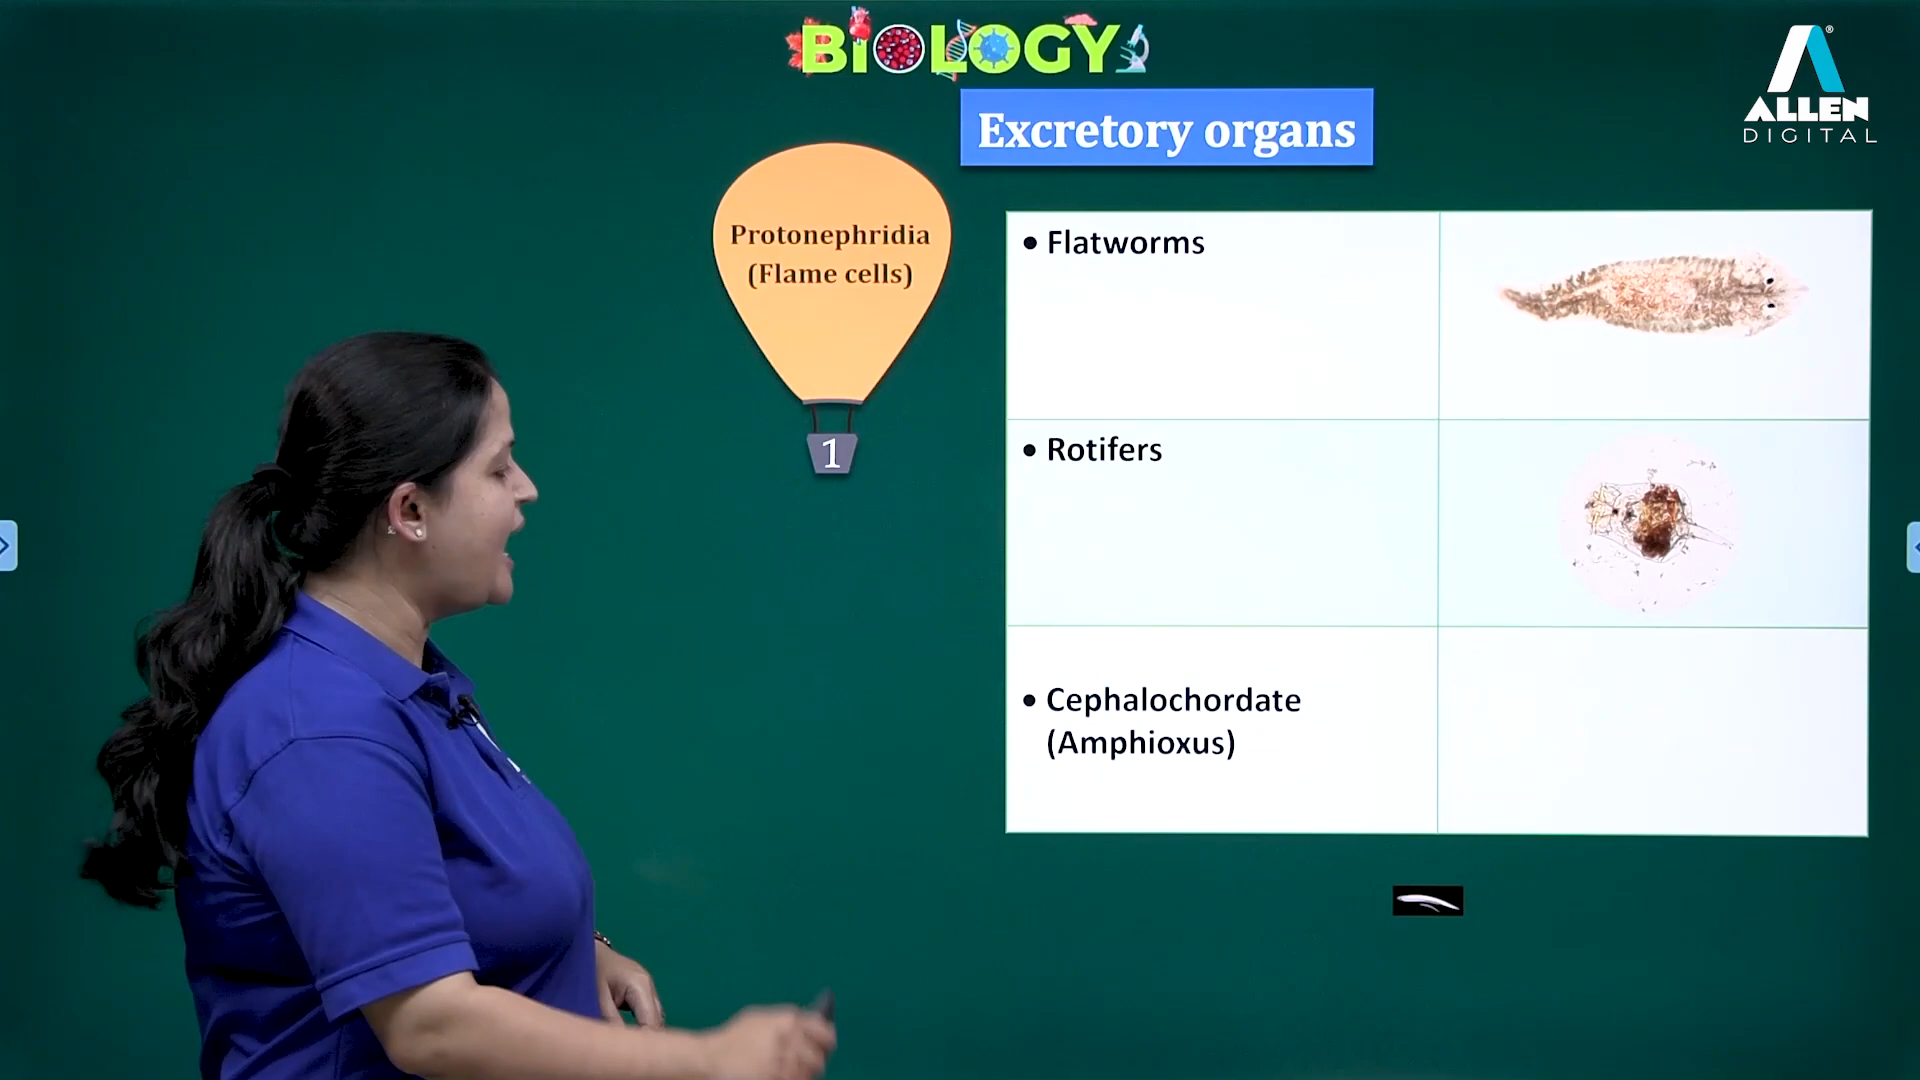 BIOLOGY
ALLEN
DIGITAL
Excretory organs
Protonephridia
(Flame cells)
1
• Flatworms
• Rotifers
• Cephalochordate
(Amphioxus)